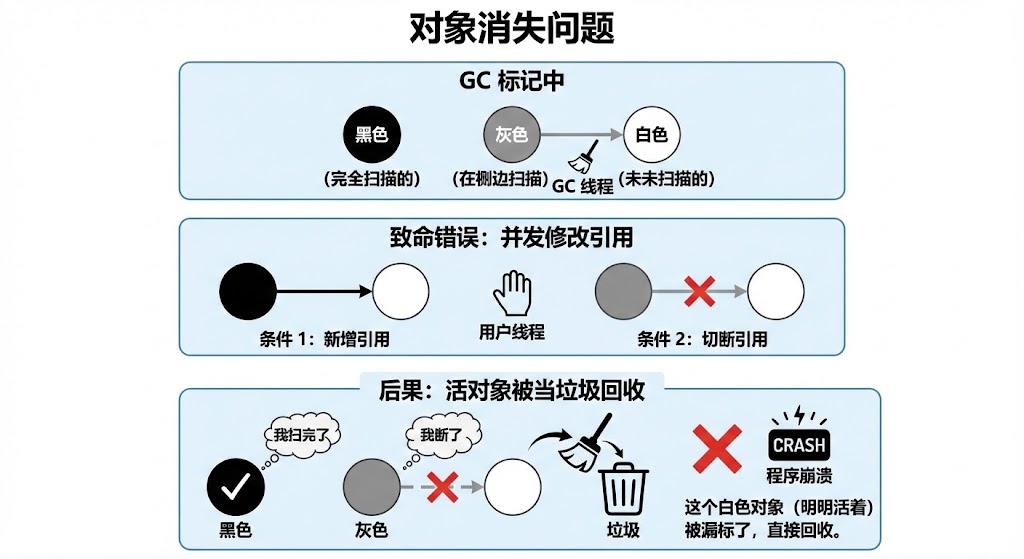 对象消失问题
GC 标记中
黑色
灰色
白色
(完全扫描的)
(在栦边扫描)
GC 线程
(未未扫描的)
致命错误：并发修改引用
条件 1：新增引用
用户线程
条件 2：切断引用
后果：活对象被当垃圾回收
我扫完了
我断了
黑色
灰色
垃圾
CRASH
程序崩溃
这个白色对象（明明活着）
被漏标了，直接回收。